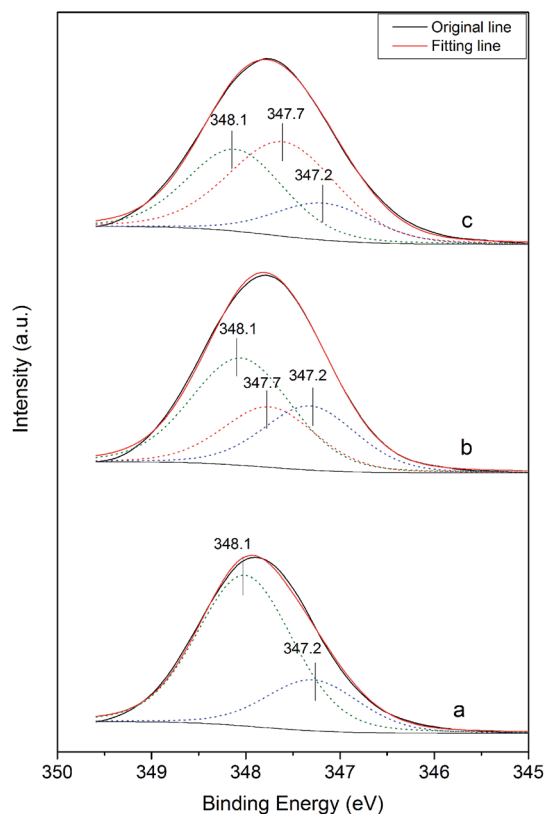 Original line
Fitting line
348.1
347.7
347.2
c
348.1
347.7
347.2
b
348.1
347.2
a
Intensity (a.u.)
350
349
348
347
346
345
Binding Energy (eV)